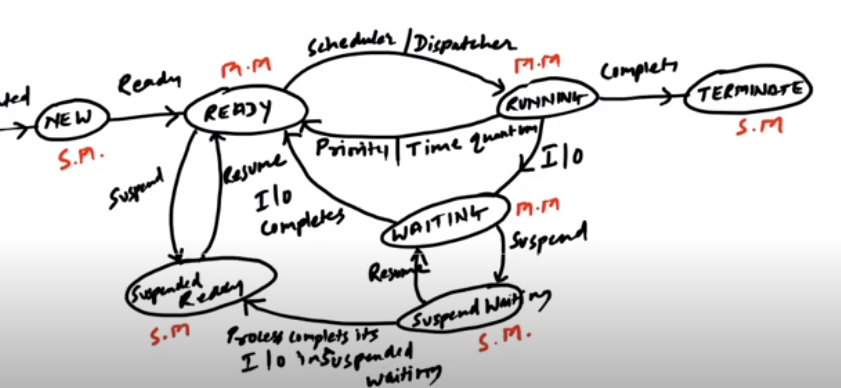 Scheduler / Dispatcher
M.M
M.M
Complete
Ready
ted
NEW
READY
RUNNING
TERMINATE
S.M.
S.M
Priority | Time quantum
I/O
Suspend
Resume
I/O
completes
WAITING
M.M
Suspend
Resume
Suspended
Ready
Suspend Waiting
S.M
S.M.
Process completes its
I/O in Suspended
waiting